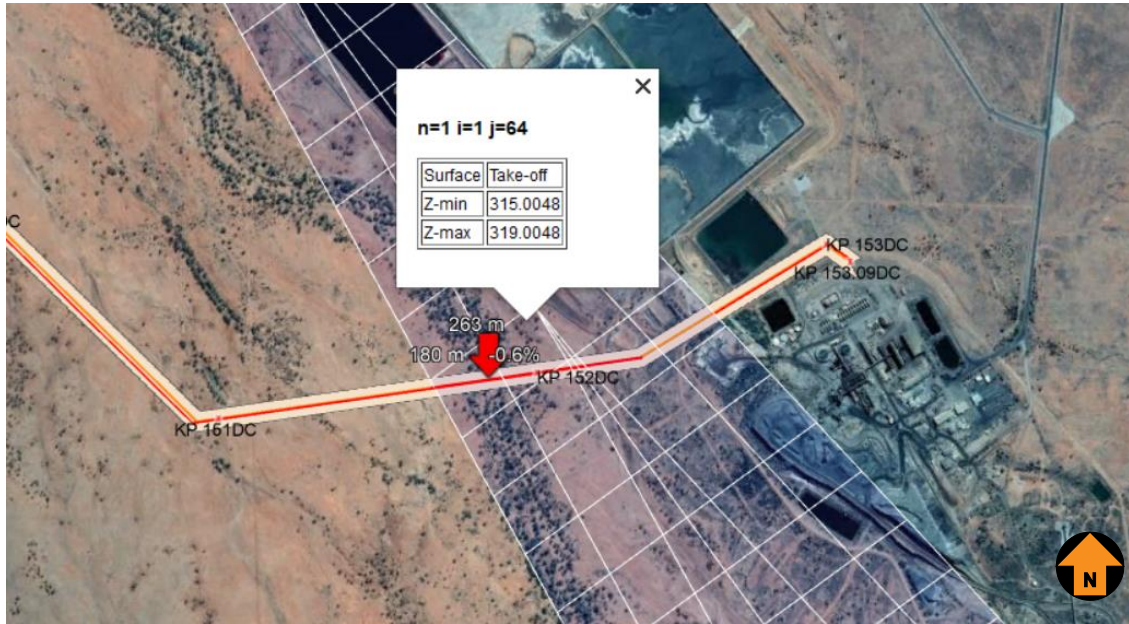 n=1 i=1 j=64
Surface Take-off
Z-min 315.0048
Z-max 319.0048
DC
KP 153DC
KP 153.09DC
263 m
180 m -0.6%
KP 152DC
KP 151DC
N